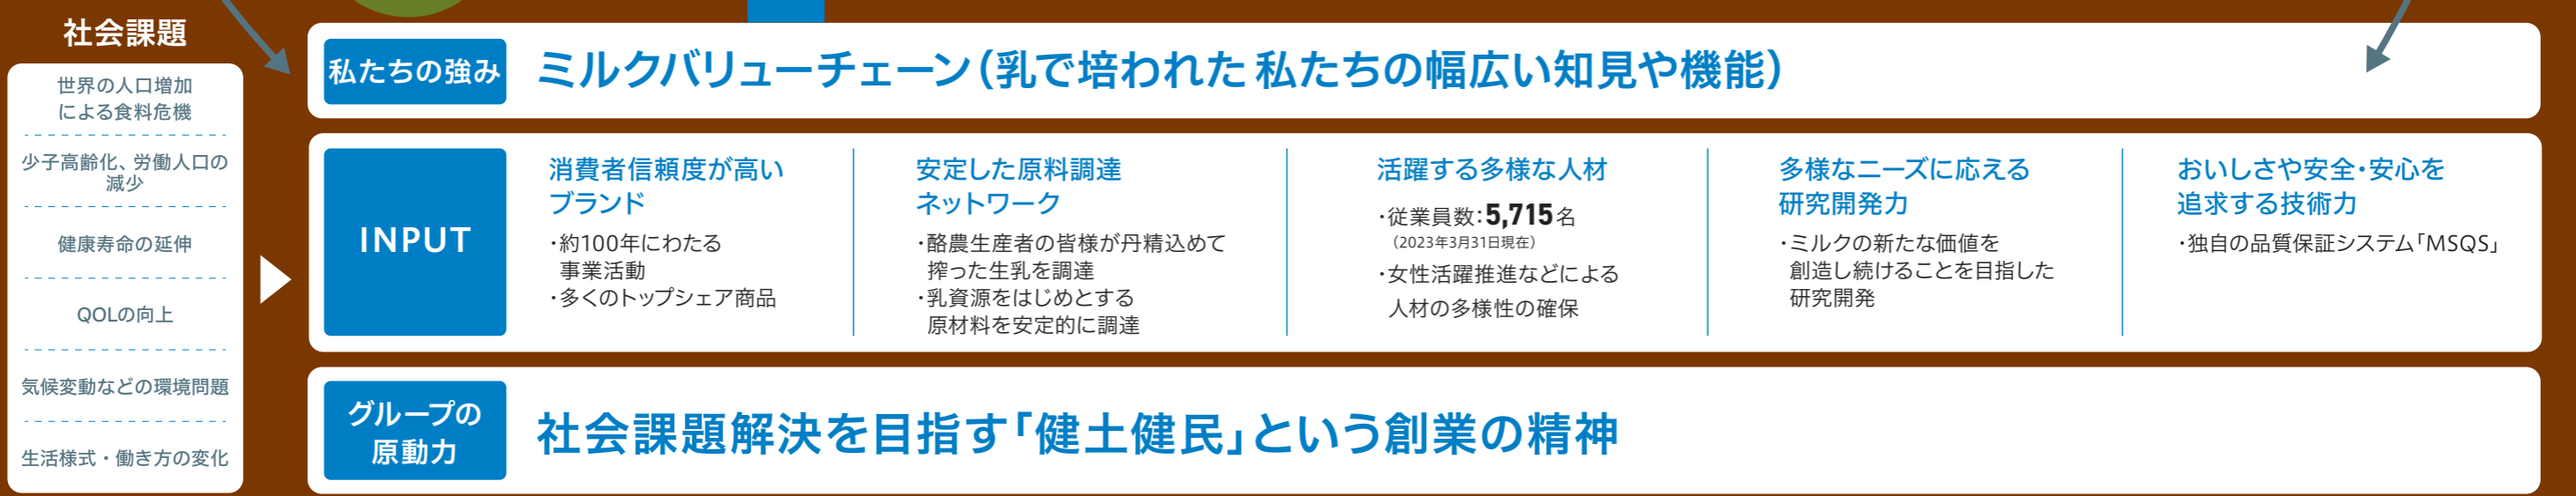 社会課題
世界の人口増加
による食料危機
少子高齢化、労働人口の
減少
健康寿命の延伸
QOLの向上
気候変動などの環境問題
生活様式・働き方の変化
私たちの強み
ミルクバリューチェーン(乳で培われた私たちの幅広い知見や機能)
INPUT
消費者信頼度が高い
ブランド
・約100年にわたる
事業活動
・多くのトップシェア商品
安定した原料調達
ネットワーク
・酪農生産者の皆様が丹精込めて
搾った生乳を調達
・乳資源をはじめとする
原材料を安定的に調達
活躍する多様な人材
・従業員数:5,715名
(2023年3月31日現在)
・女性活躍推進などによる
人材の多様性の確保
多様なニーズに応える
研究開発力
・ミルクの新たな価値を
創造し続けることを目指した
研究開発
おいしさや安全・安心を
追求する技術力
・独自の品質保証システム「MSQS」
グループの
原動力
社会課題解決を目指す「健土健民」という創業の精神